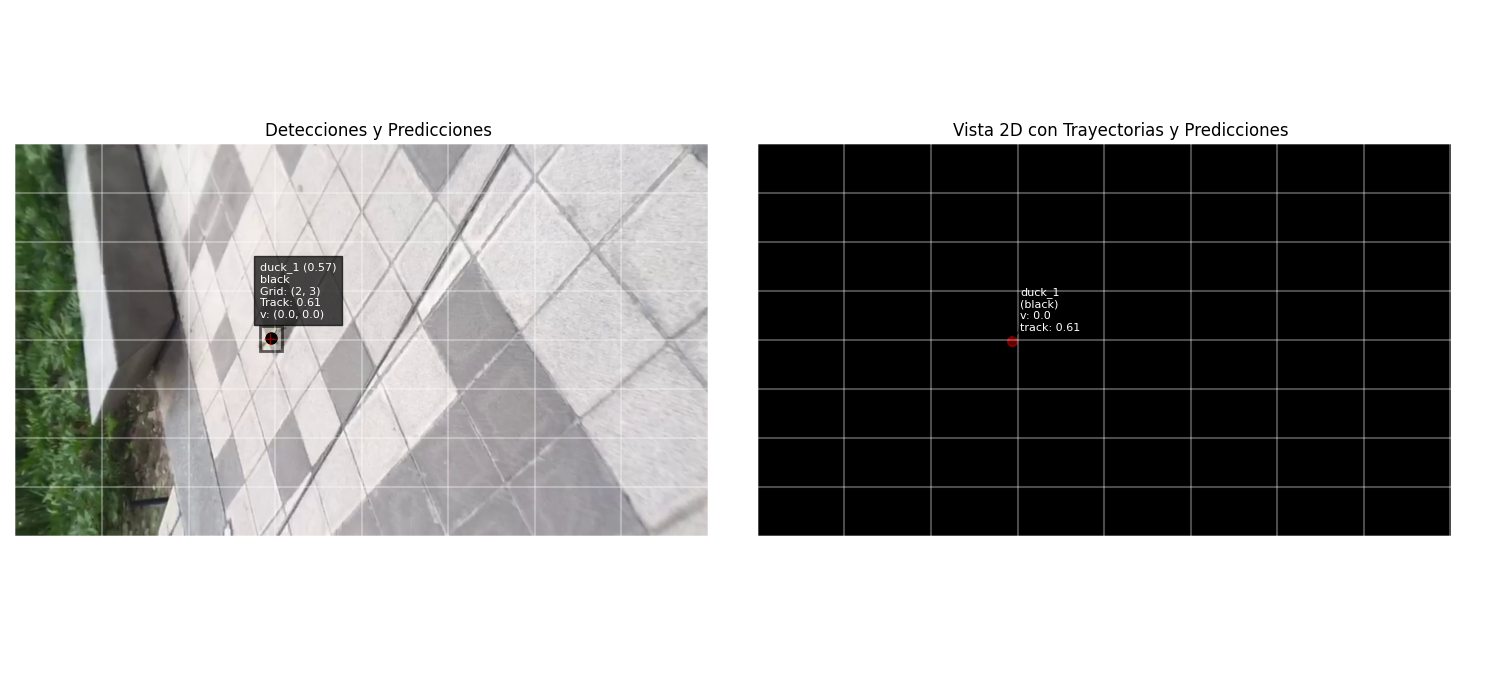 Detecciones y Predicciones
duck_1 (0.57)
black
Grid: (2, 3)
Track: 0.61
v: (0.0, 0.0)
Vista 2D con Trayectorias y Predicciones
duck_1
(black)
v: 0.0
track: 0.61